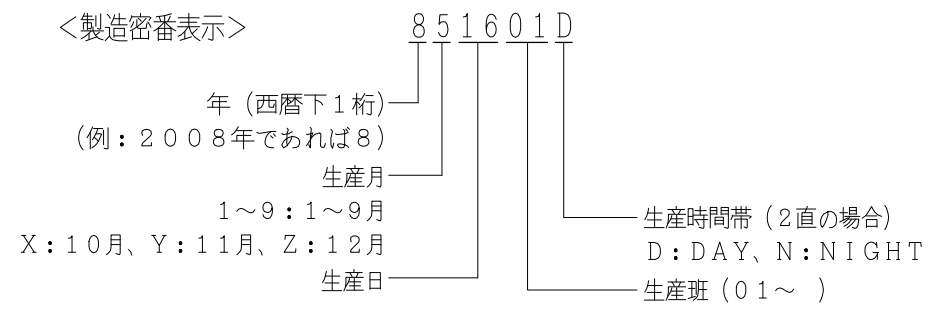 <製造密番表示>
８５１６０１Ｄ
年（西暦下１桁）
（例：２００８年であれば８）
生産月
１～９：１～９月
Ｘ：１０月、Ｙ：１１月、Ｚ：１２月
生産日
生産時間帯（２直の場合）
Ｄ：ＤＡＹ、Ｎ：ＮＩＧＨＴ
生産班（０１～　）